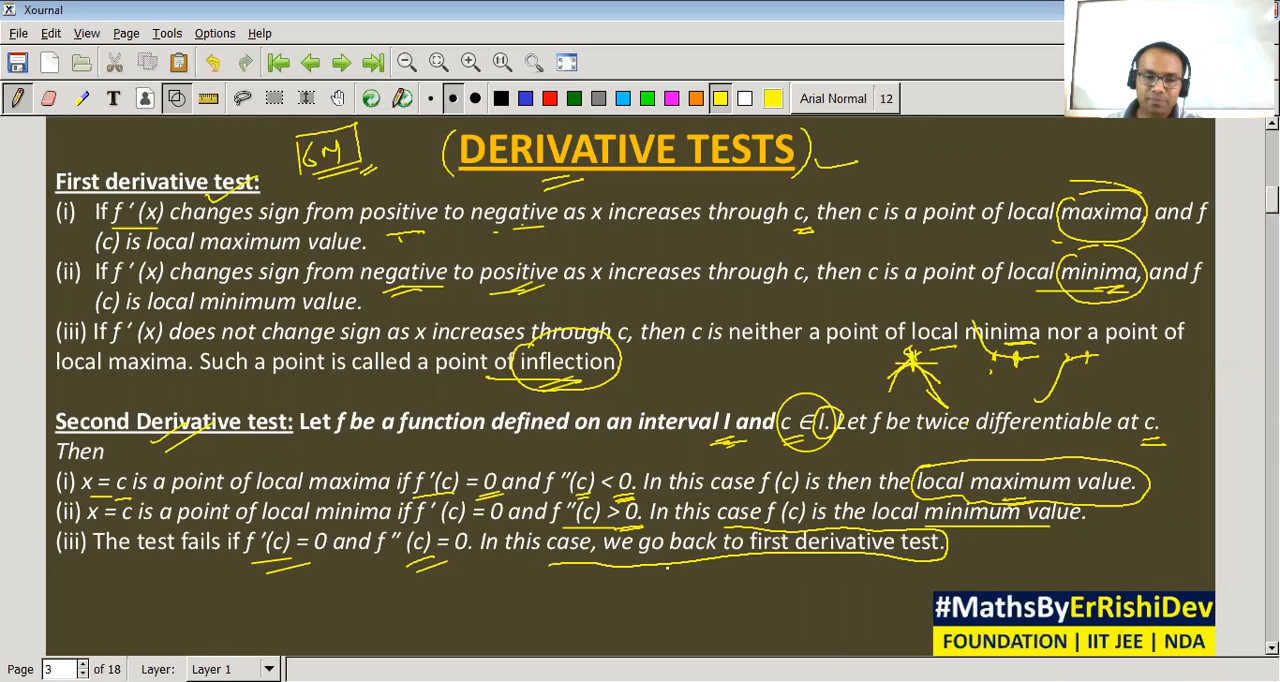 Xournal
File Edit View Page Tools Options Help
Arial Normal 12
6M
DERIVATIVE TESTS
First derivative test:
(i) If f ′ (x) changes sign from positive to negative as x increases through c, then c is a point of local maxima, and f
(c) is local maximum value.
(ii) If f ′ (x) changes sign from negative to positive as x increases through c, then c is a point of local minima, and f
(c) is local minimum value.
(iii) If f ′ (x) does not change sign as x increases through c, then c is neither a point of local minima nor a point of
local maxima. Such a point is called a point of inflection
Second Derivative test: Let f be a function defined on an interval I and c ∈ I. Let f be twice differentiable at c.
Then
(i) x = c is a point of local maxima if f ′(c) = 0 and f ″(c) < 0. In this case f (c) is then the local maximum value.
(ii) x = c is a point of local minima if f ′ (c) = 0 and f ″(c) > 0. In this case f (c) is the local minimum value.
(iii) The test fails if f ′(c) = 0 and f ″ (c) = 0. In this case, we go back to first derivative test.
#MathsByErRishiDev
FOUNDATION | IIT JEE | NDA
Page 3 of 18 Layer: Layer 1